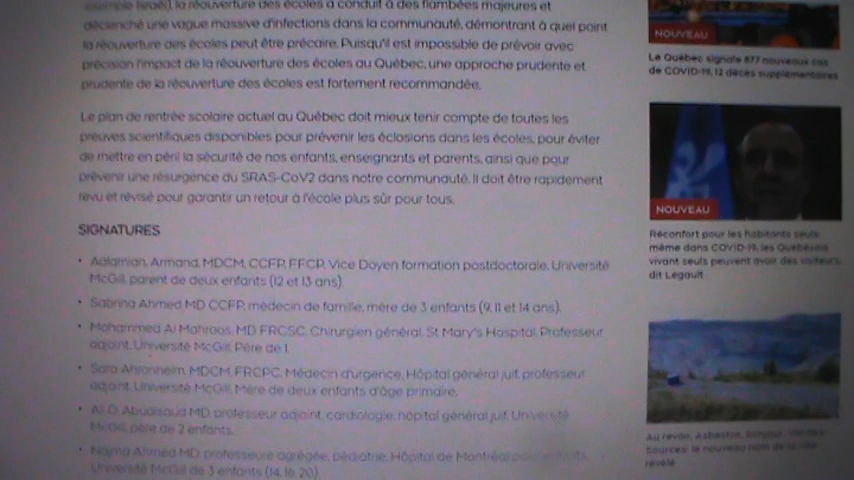 exemple Israël), la réouverture des écoles a conduit à des flambées majeures et
déclenché une vague massive d'infections dans la communauté, démontrant à quel point
la réouverture des écoles peut être précaire. Puisqu'il est impossible de prévoir avec
précision l'impact de la réouverture des écoles au Québec, une approche prudente et
prudente de la réouverture des écoles est fortement recommandée.
Le plan de rentrée scolaire actuel au Québec doit mieux tenir compte de toutes les
preuves scientifiques disponibles pour prévenir les éclosions dans les écoles, pour éviter
de mettre en péril la sécurité de nos enfants, enseignants et parents, ainsi que pour
prévenir une résurgence du SRAS-CoV2 dans notre communauté. Il doit être rapidement
revu et révisé pour garantir un retour à l'école plus sûr pour tous.
SIGNATURES
• Aalamian, Armand, MDCM, CCFP, FFCP, Vice Doyen formation postdoctorale, Université
McGill, parent de deux enfants (12 et 13 ans).
• Sabrina Ahmed MD CCFP, médecin de famille, mère de 3 enfants (9, 11 et 14 ans).
• Mohammed Al Mahroos, MD FRCSC, Chirurgien général, St Mary's Hospital, Professeur
adjoint, Université McGill. Père de 1.
• Sara Ahronheim, MDCM, FRCPC, Médecin d'urgence, Hôpital général juif, professeur
adjoint, Université McGill. Mère de deux enfants d'âge primaire.
• Ali O. Abualsaud MD, professeur adjoint, cardiologie, hôpital général juif, Université
McGill, père de 2 enfants.
• Najma Ahmed MD, professeure agrégée, pédiatrie, Hôpital de Montréal pour enfants,
Université McGill de 3 enfants (14, 16, 20).
NOUVEAU
Le Québec signale 877 nouveaux cas
de COVID-19, 12 décès supplémentaires
NOUVEAU
Réconfort pour les habitants seuls
même dans COVID-19: les Québécois
vivant seuls peuvent avoir des visiteurs,
dit Legault
Au revoir, Asbestos, bonjour, Val-des-
Sources: le nouveau nom de la ville
révélé